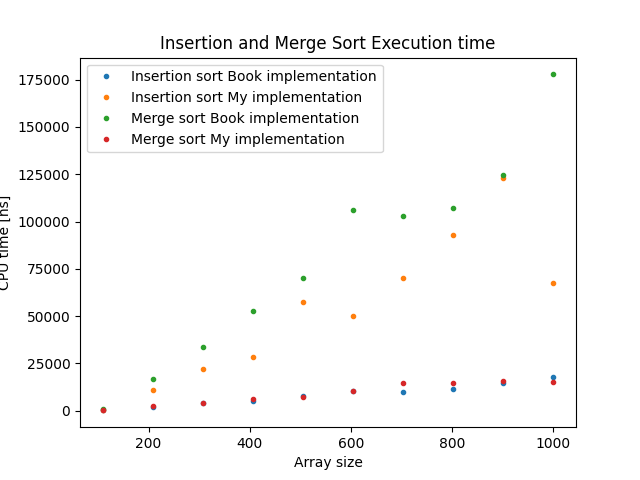 Insertion and Merge Sort Execution time
Insertion sort Book implementation
Insertion sort My implementation
Merge sort Book implementation
Merge sort My implementation
CPU time [ns]
175000
150000
125000
100000
75000
50000
25000
0
200
400
600
800
1000
Array size